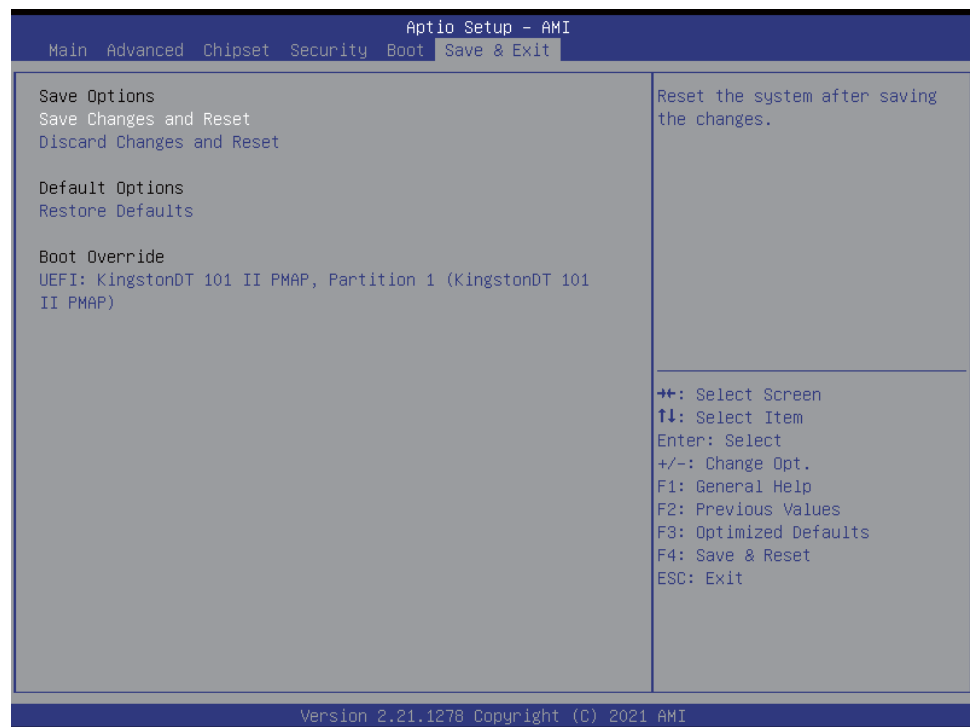 Aptio Setup – AMI
Main Advanced Chipset Security Boot Save & Exit
Save Options
Save Changes and Reset
Discard Changes and Reset
Default Options
Restore Defaults
Boot Override
UEFI: KingstonDT 101 II PMAP, Partition 1 (KingstonDT 101
II PMAP)
Reset the system after saving
the changes.
→←: Select Screen
↑↓: Select Item
Enter: Select
+/-: Change Opt.
F1: General Help
F2: Previous Values
F3: Optimized Defaults
F4: Save & Reset
ESC: Exit
Version 2.21.1278 Copyright (C) 2021 AMI